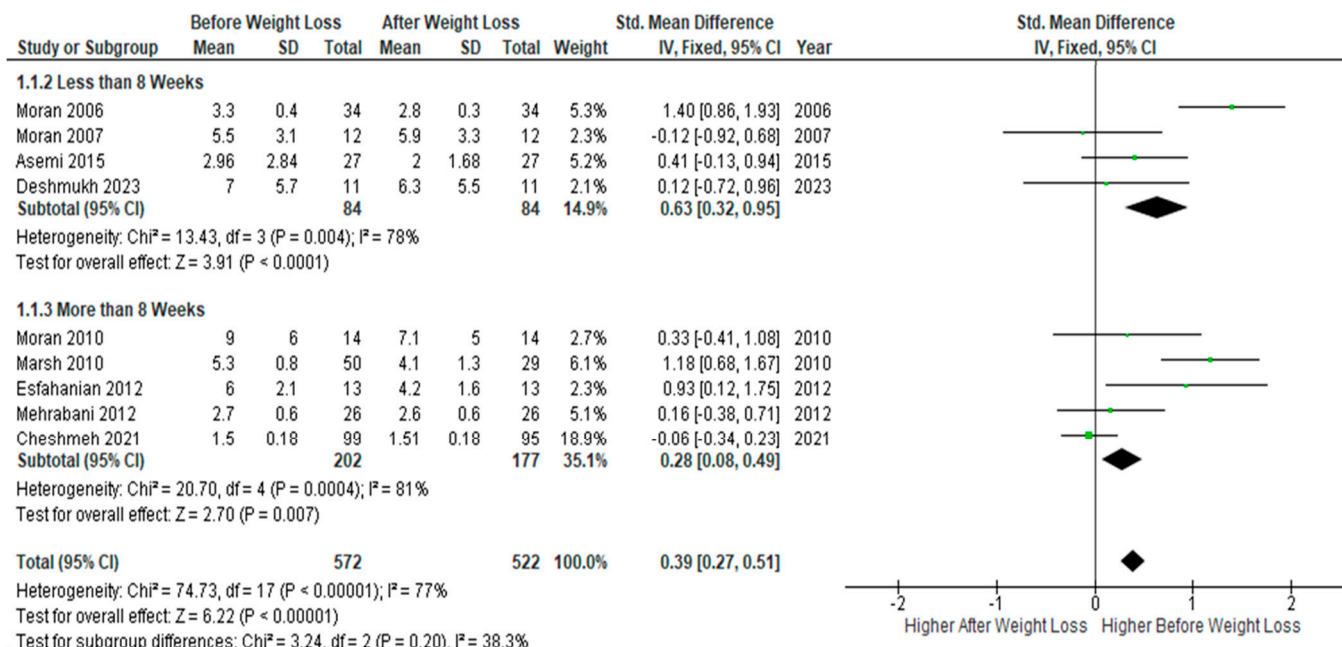 Before Weight Loss After Weight Loss Std. Mean Difference Std. Mean Difference
Study or Subgroup Mean SD Total Mean SD Total Weight IV, Fixed, 95% CI Year IV, Fixed, 95% CI
1.1.2 Less than 8 Weeks
Moran 2006 3.3 0.4 34 2.8 0.3 34 5.3% 1.40 [0.86, 1.93] 2006
Moran 2007 5.5 3.1 12 5.9 3.3 12 2.3% -0.12 [-0.92, 0.68] 2007
Asemi 2015 2.96 2.84 27 2 1.68 27 5.2% 0.41 [-0.13, 0.94] 2015
Deshmukh 2023 7 5.7 11 6.3 5.5 11 2.1% 0.12 [-0.72, 0.96] 2023
Subtotal (95% CI) 84 84 14.9% 0.63 [0.32, 0.95]
Heterogeneity: Chi² = 13.43, df = 3 (P = 0.004); I² = 78%
Test for overall effect: Z = 3.91 (P < 0.0001)
1.1.3 More than 8 Weeks
Moran 2010 9 6 14 7.1 5 14 2.7% 0.33 [-0.41, 1.08] 2010
Marsh 2010 5.3 0.8 50 4.1 1.3 29 6.1% 1.18 [0.68, 1.67] 2010
Esfahanian 2012 6 2.1 13 4.2 1.6 13 2.3% 0.93 [0.12, 1.75] 2012
Mehrabani 2012 2.7 0.6 26 2.6 0.6 26 5.1% 0.16 [-0.38, 0.71] 2012
Cheshmeh 2021 1.5 0.18 99 1.51 0.18 95 18.9% -0.06 [-0.34, 0.23] 2021
Subtotal (95% CI) 202 177 35.1% 0.28 [0.08, 0.49]
Heterogeneity: Chi² = 20.70, df = 4 (P = 0.0004); I² = 81%
Test for overall effect: Z = 2.70 (P = 0.007)
Total (95% CI) 572 522 100.0% 0.39 [0.27, 0.51]
Heterogeneity: Chi² = 74.73, df = 17 (P < 0.00001); I² = 77%
-2 -1 0 1 2
Test for overall effect: Z = 6.22 (P < 0.00001)
Higher After Weight Loss Higher Before Weight Loss
Test for subgroup differences: Chi² = 3.24, df = 2 (P = 0.20), I² = 38.3%